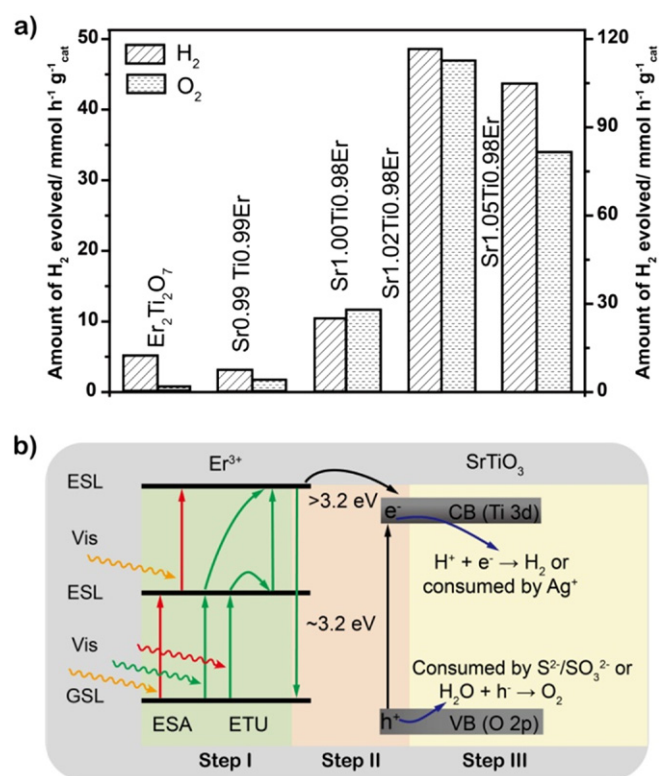 a)
50
40
30
20
10
0
Amount of H₂ evolved/ mmol h⁻¹ g⁻¹cat
H₂
O₂
Er₂Ti₂O₇
Sr0.99 Ti0.99Er
Sr1.00Ti0.98Er
Sr1.02Ti0.98Er
Sr1.05Ti0.98Er
120
90
60
30
0
Amount of H₂ evolved/ mmol h⁻¹ g⁻¹cat
b)
Er³⁺
SrTiO₃
ESL
>3.2 eV
e⁻
CB (Ti 3d)
Vis
H⁺ + e⁻ → H₂ or
consumed by Ag⁺
ESL
~3.2 eV
Vis
Consumed by S²⁻/SO₃²⁻ or
H₂O + h⁻ → O₂
GSL
h⁺
VB (O 2p)
ESA
ETU
Step I
Step II
Step III